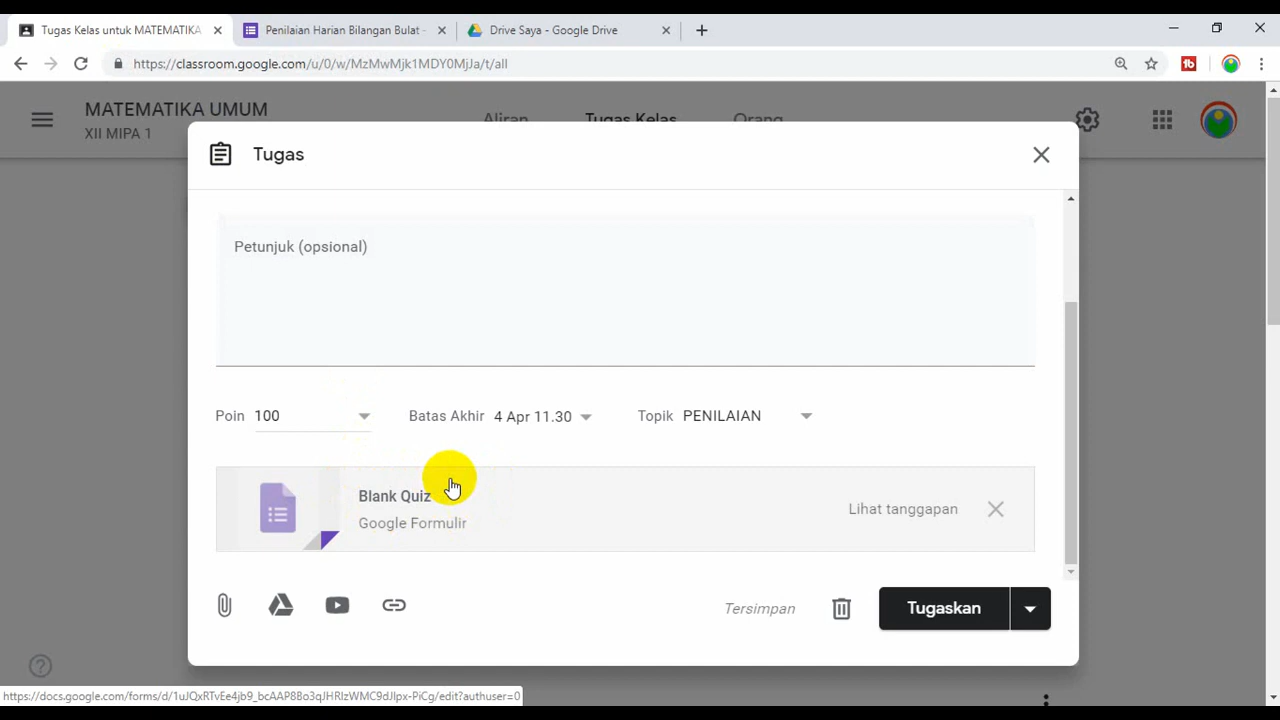 Tugas Kelas untuk MATEMATIKA
Penilaian Harian Bilangan Bulat -
Drive Saya - Google Drive
https://classroom.google.com/u/0/w/MzMwMjk1MDY0MjJa/t/all
MATEMATIKA UMUM
XII MIPA 1
Aliran
Tugas Kelas
Orang
Tugas
Petunjuk (opsional)
Poin 100
Batas Akhir 4 Apr 11.30
Topik PENILAIAN
Blank Quiz
Google Formulir
Lihat tanggapan
Tersimpan
Tugaskan
https://docs.google.com/forms/d/1uJQxRTvEe4jb9_bcAAP8Bo3qJHRIzWMC9dJIpx-PiCg/edit?authuser=0